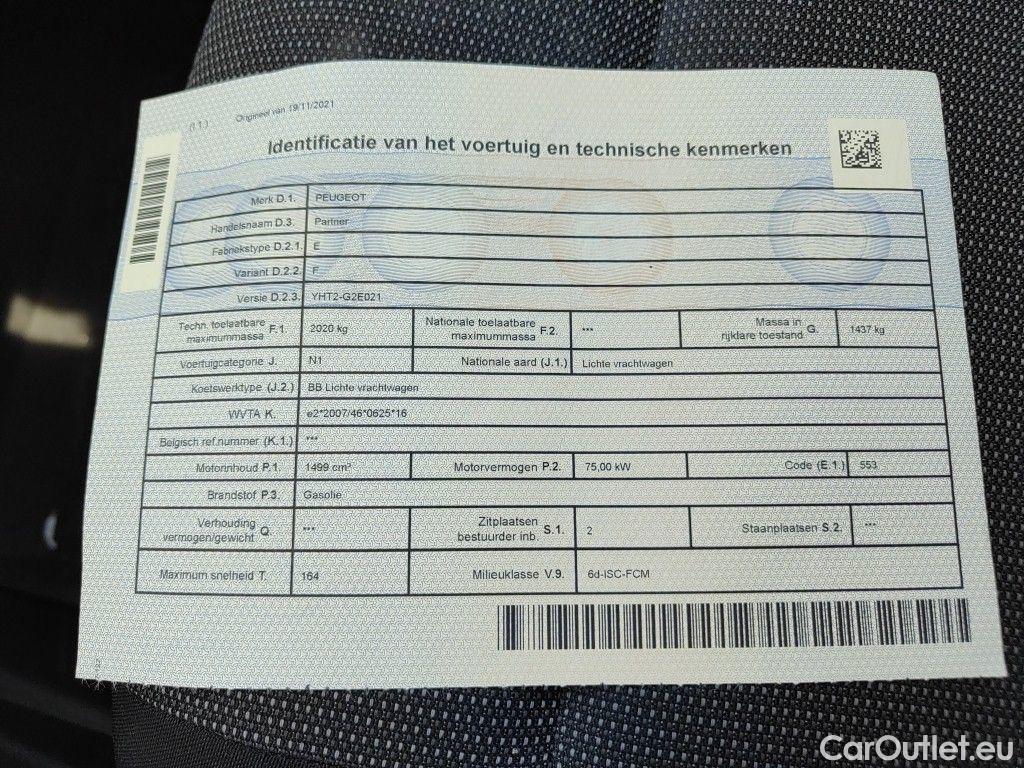 (I 1.) Origineel van 19/11/2021
Identificatie van het voertuig en technische kenmerken
Merk D.1. PEUGEOT
Handelsnaam D.3. Partner
Fabriekstype D.2.1. E
Variant D.2.2. F
Versie D.2.3. YHT2-G2E021
Techn. toelaatbare maximummassa F.1. 2020 kg Nationale toelaatbare maximummassa F.2. *** Massa in rijklare toestand G. 1437 kg
Voertuigcategorie J. N1 Nationale aard (J.1.) Lichte vrachtwagen
Koetswerktype (J.2.) BB Lichte vrachtwagen
WVTA K. e2*2007/46*0625*16
Belgisch ref.nummer (K.1.) ***
Motorinhoud P.1. 1499 cm³ Motorvermogen P.2. 75,00 kW Code (E.1.) 553
Brandstof P.3. Gasolie
Verhouding vermogen/gewicht Q. *** Zitplaatsen bestuurder inb. S.1. 2 Staanplaatsen S.2. ***
Maximum snelheid T. 164 Milieuklasse V.9. 6d-ISC-FCM
CarOutlet.eu